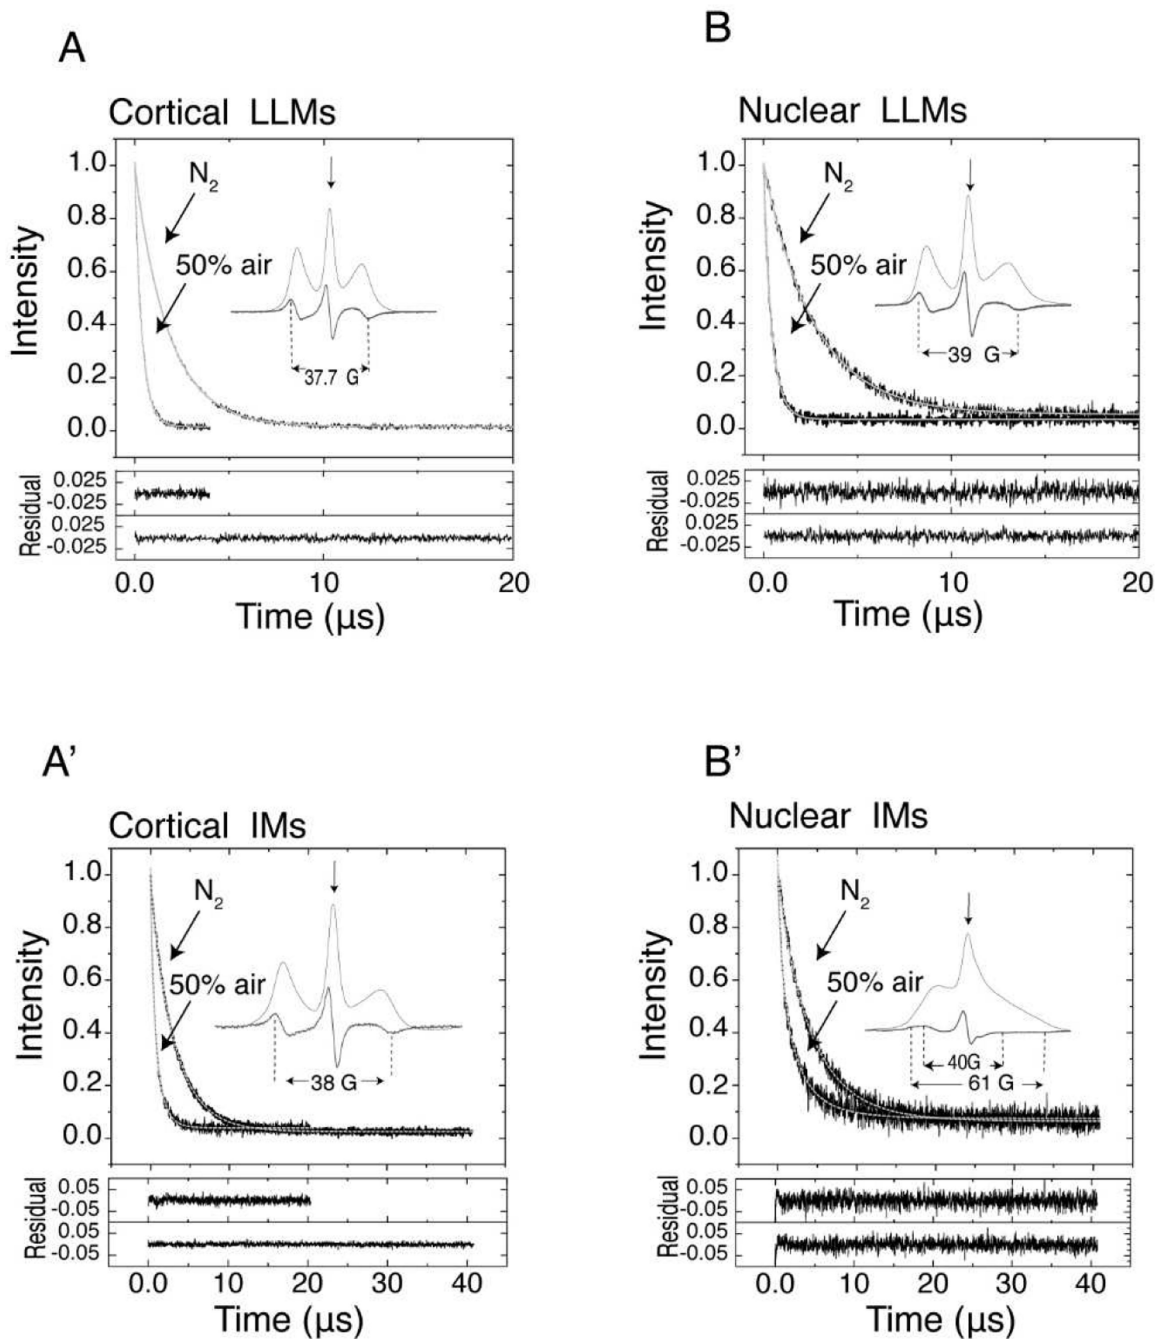 A
Cortical LLMs
Intensity
1.0
0.8
0.6
0.4
0.2
0.0
N2
50% air
37.7 G
Residual
0.025
-0.025
0.025
-0.025
0.0
10
20
Time (µs)
B
Nuclear LLMs
Intensity
1.0
0.8
0.6
0.4
0.2
0.0
N2
50% air
39 G
Residual
0.025
-0.025
0.025
-0.025
0.0
10
20
Time (µs)
A'
Cortical IMs
Intensity
1.0
0.8
0.6
0.4
0.2
0.0
N2
50% air
38 G
Residual
0.05
-0.05
0.05
-0.05
0.0
10
20
30
40
Time (µs)
B'
Nuclear IMs
Intensity
1.0
0.8
0.6
0.4
0.2
0.0
N2
50% air
40G
61 G
Residual
0.05
-0.05
0.05
-0.05
0.0
10
20
30
40
Time (µs)